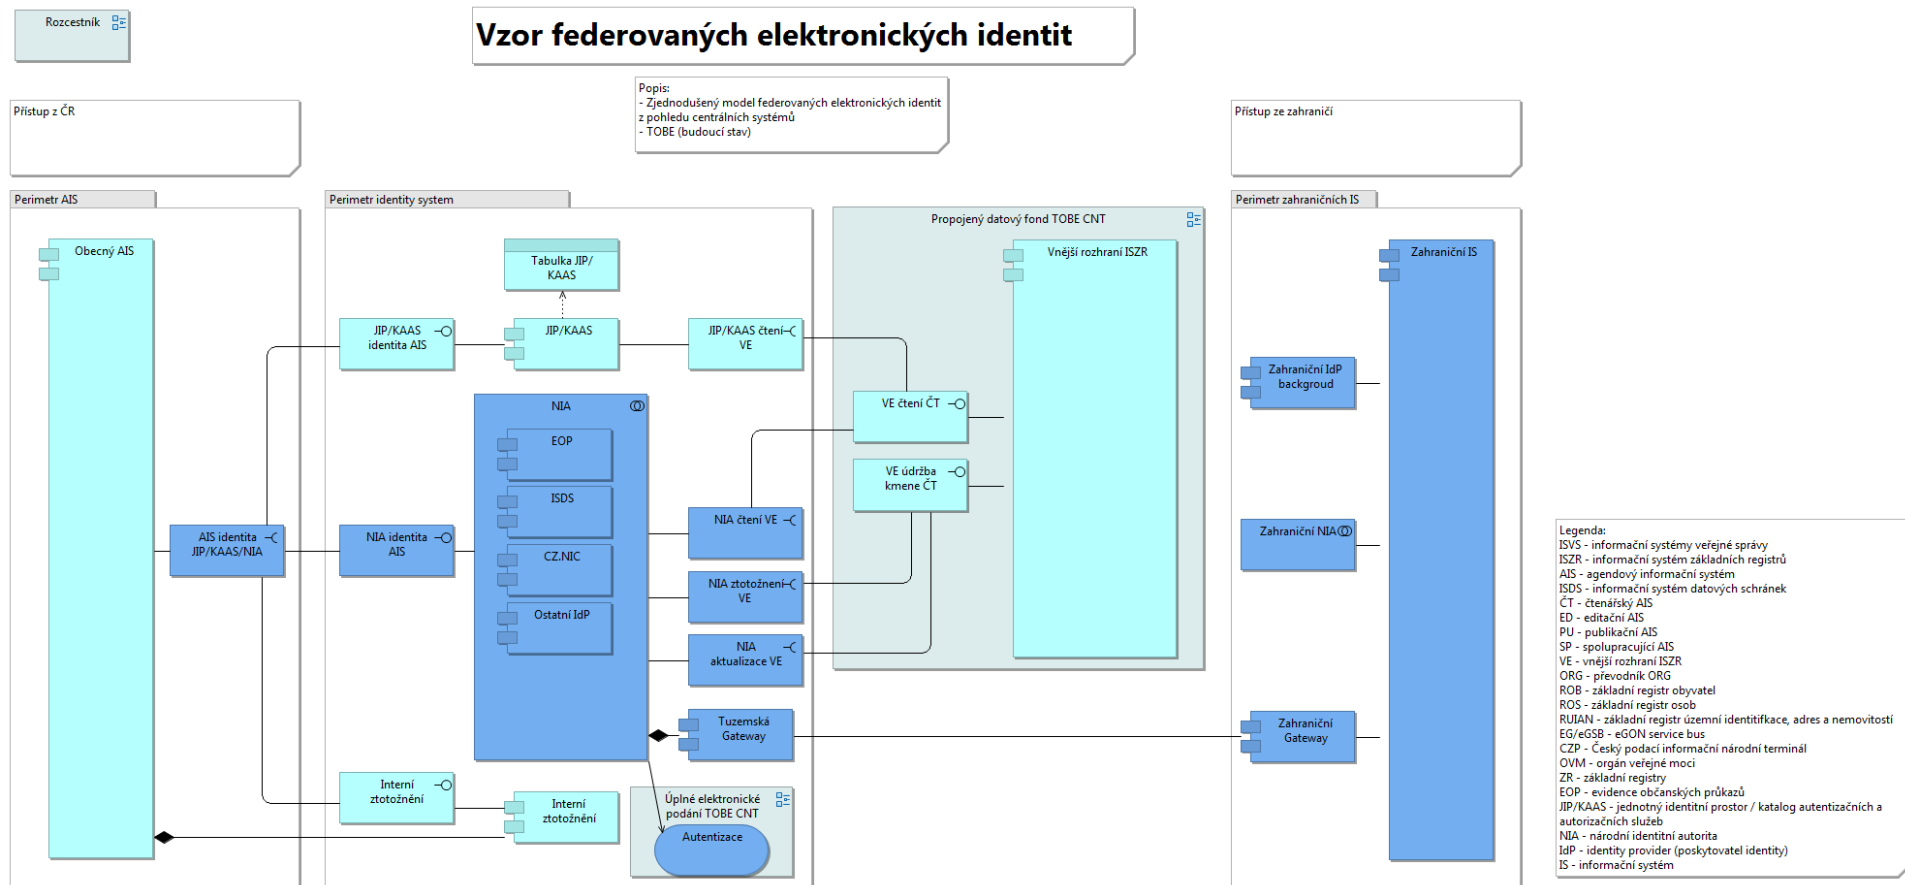 Rozcestník
Vzor federovaných elektronických identit
Popis:
- Zjednodušený model federovaných elektronických identit
z pohledu centrálních systémů
- TOBE (budoucí stav)
Přístup z ČR
Přístup ze zahraničí
Perimetr AIS
Perimetr identity system
Perimetr zahraničních IS
Propojený datový fond TOBE CNT
Obecný AIS
Tabulka JIP/
KAAS
Vnější rozhraní ISZR
Zahraniční IS
JIP/KAAS
identita AIS
JIP/KAAS
JIP/KAAS čtení
VE
Zahraniční IdP
backgroud
NIA
VE čtení ČT
EOP
VE údržba
kmene ČT
ISDS
NIA čtení VE
AIS identita
JIP/KAAS/NIA
NIA identita
AIS
Zahraniční NIA
CZ.NIC
NIA ztotožnění
VE
Ostatní IdP
NIA
aktualizace VE
Tuzemská
Gateway
Zahraniční
Gateway
Interní
ztotožnění
Interní
ztotožnění
Úplné elektronické
podání TOBE CNT
Autentizace
Legenda:
ISVS - informační systémy veřejné správy
ISZR - informační systém základních registrů
AIS - agendový informační systém
ISDS - informační systém datových schránek
ČT - čtenářský AIS
ED - editační AIS
PU - publikační AIS
SP - spolupracující AIS
VE - vnější rozhraní ISZR
ORG - převodník ORG
ROB - základní registr obyvatel
ROS - základní registr osob
RUIAN - základní registr územní identitifkace, adres a nemovitostí
EG/eGSB - eGON service bus
CZP - Český podací informační národní terminál
OVM - orgán veřejné moci
ZR - základní registry
EOP - evidence občanských průkazů
JIP/KAAS - jednotný identitní prostor / katalog autentizačních a
autorizačních služeb
NIA - národní identitní autorita
IdP - identity provider (poskytovatel identity)
IS - informační systém